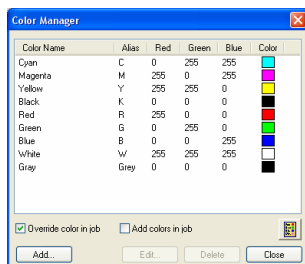 Color Manager
Color Name Alias Red Green Blue Color
Cyan C 0 255 255
Magenta M 255 0 255
Yellow Y 255 255 0
Black K 0 0 0
Red R 255 0 0
Green G 0 255 0
Blue B 0 0 255
White W 255 255 255
Gray Grey 0 0 0
Override color in job Add colors in job
Add... Edit... Delete Close